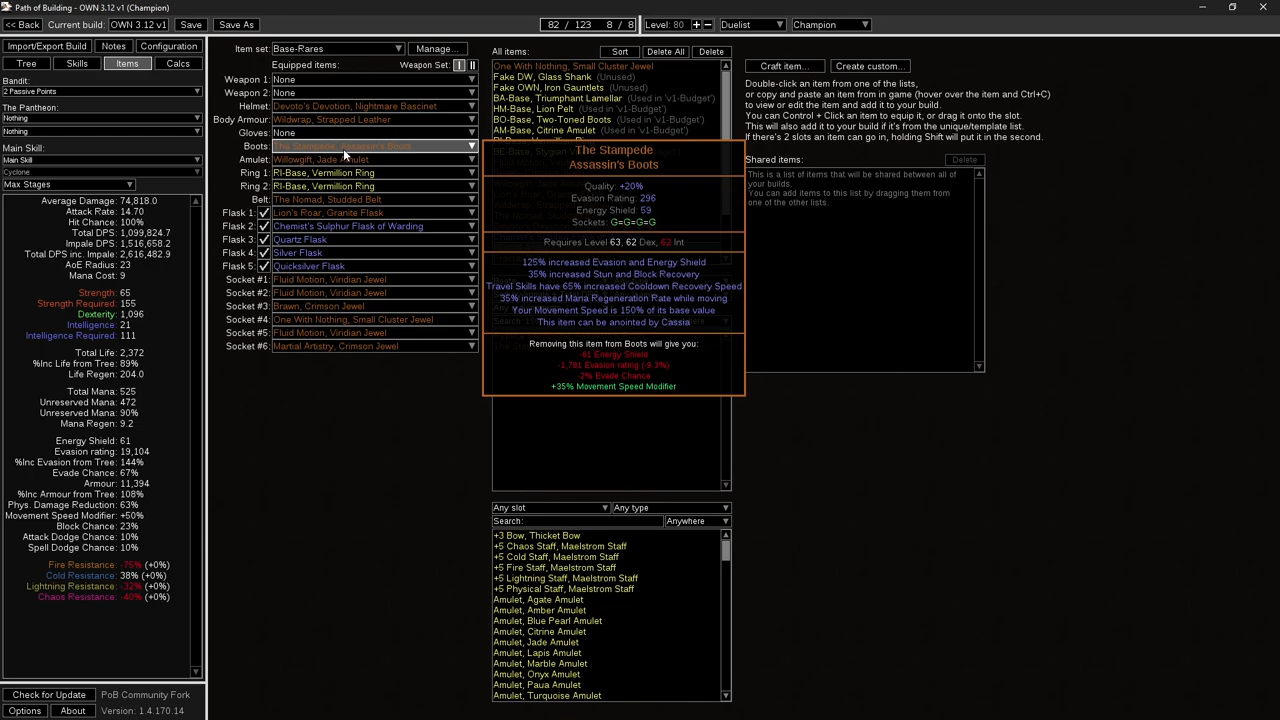 Path of Building - OWN 3.12 v1 (Champion)
<< Back Current build: OWN 3.12 v1 Save Save As 82 / 123 8 / 8 Level: 80 + - Duelist Champion
Import/Export Build Notes Configuration
Tree Skills Items Calcs
Bandit:
2 Passive Points
The Pantheon:
Nothing
Nothing
Main Skill:
Main Skill
Cyclone
Max Stages
Average Damage: 74,818.0
Attack Rate: 14.70
Hit Chance: 100%
Total DPS: 1,099,824.7
Impale DPS: 1,516,658.2
Total DPS inc. Impale: 2,616,482.9
AoE Radius: 23
Mana Cost: 9
Strength: 65
Strength Required: 155
Dexterity: 1,096
Intelligence: 21
Intelligence Required: 111
Total Life: 2,372
%Inc Life from Tree: 89%
Life Regen: 204.0
Total Mana: 525
Unreserved Mana: 472
Unreserved Mana: 90%
Mana Regen: 9.2
Energy Shield: 61
Evasion rating: 19,104
%Inc Evasion from Tree: 144%
Evade Chance: 67%
Armour: 11,394
%Inc Armour from Tree: 108%
Phys. Damage Reduction: 63%
Movement Speed Modifier: +50%
Block Chance: 23%
Attack Dodge Chance: 10%
Spell Dodge Chance: 10%
Fire Resistance: -75% (+0%)
Cold Resistance: 38% (+0%)
Lightning Resistance: -32% (+0%)
Chaos Resistance: -40% (+0%)
Check for Update PoB Community Fork
Options About Version: 1.4.170.14
Item set: Base-Rares Manage...
Equipped items: Weapon Set: I II
Weapon 1: None
Weapon 2: None
Helmet: Devoto's Devotion, Nightmare Bascinet
Body Armour: Wildwrap, Strapped Leather
Gloves: None
Boots: The Stampede, Assassin's Boots
Amulet: Willowgift, Jade Amulet
Ring 1: RI-Base, Vermillion Ring
Ring 2: RI-Base, Vermillion Ring
Belt: The Nomad, Studded Belt
Flask 1: Lion's Roar, Granite Flask
Flask 2: Chemist's Sulphur Flask of Warding
Flask 3: Quartz Flask
Flask 4: Silver Flask
Flask 5: Quicksilver Flask
Socket #1: Fluid Motion, Viridian Jewel
Socket #2: Fluid Motion, Viridian Jewel
Socket #3: Brawn, Crimson Jewel
Socket #4: One With Nothing, Small Cluster Jewel
Socket #5: Fluid Motion, Viridian Jewel
Socket #6: Martial Artistry, Crimson Jewel
All items: Sort Delete All Delete
One With Nothing, Small Cluster Jewel
Fake DW, Glass Shank (Unused)
Fake OWN, Iron Gauntlets (Unused)
BA-Base, Triumphant Lamellar (Used in 'v1-Budget')
HM-Base, Lion Pelt (Used in 'v1-Budget')
BO-Base, Two-Toned Boots (Used in 'v1-Budget')
AM-Base, Citrine Amulet (Used in 'v1-Budget')
The Stampede
Assassin's Boots
Quality: +20%
Evasion Rating: 296
Energy Shield: 59
Sockets: G=G=G=G
Requires Level 63, 62 Dex, 62 Int
125% increased Evasion and Energy Shield
35% increased Stun and Block Recovery
Travel Skills have 65% increased Cooldown Recovery Speed
35% increased Mana Regeneration Rate while moving
Your Movement Speed is 150% of its base value
This item can be anointed by Cassia
Removing this item from Boots will give you:
-61 Energy Shield
-1,781 Evasion rating (-9.3%)
-2% Evade Chance
+35% Movement Speed Modifier
Any slot Any type
Search: Anywhere
+3 Bow, Thicket Bow
+5 Chaos Staff, Maelstrom Staff
+5 Cold Staff, Maelstrom Staff
+5 Fire Staff, Maelstrom Staff
+5 Lightning Staff, Maelstrom Staff
+5 Physical Staff, Maelstrom Staff
Amulet, Agate Amulet
Amulet, Amber Amulet
Amulet, Blue Pearl Amulet
Amulet, Citrine Amulet
Amulet, Jade Amulet
Amulet, Lapis Amulet
Amulet, Marble Amulet
Amulet, Onyx Amulet
Amulet, Paua Amulet
Amulet, Turquoise Amulet
Craft item... Create custom...
Double-click an item from one of the lists,
or copy and paste an item from in game (hover over the item and Ctrl+C)
to view or edit the item and add it to your build.
You can Control + Click an item to equip it, or drag it onto the slot.
This will also add it to your build if it's from the unique/template list.
If there's 2 slots an item can go in, holding Shift will put it in the second.
Shared items: Delete
This is a list of items that will be shared between all of
your builds.
You can add items to this list by dragging them from
one of the other lists.